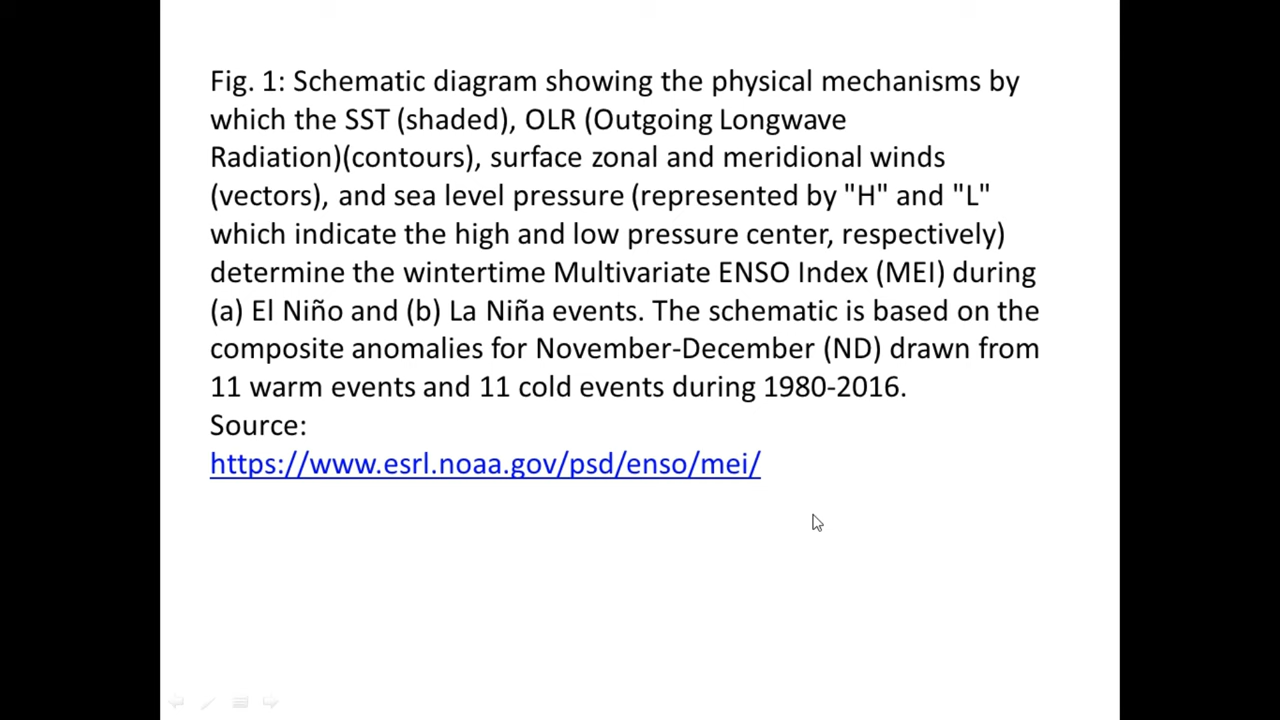 Fig. 1: Schematic diagram showing the physical mechanisms by
which the SST (shaded), OLR (Outgoing Longwave
Radiation)(contours), surface zonal and meridional winds
(vectors), and sea level pressure (represented by "H" and "L"
which indicate the high and low pressure center, respectively)
determine the wintertime Multivariate ENSO Index (MEI) during
(a) El Niño and (b) La Niña events. The schematic is based on the
composite anomalies for November-December (ND) drawn from
11 warm events and 11 cold events during 1980-2016.
Source:
https://www.esrl.noaa.gov/psd/enso/mei/